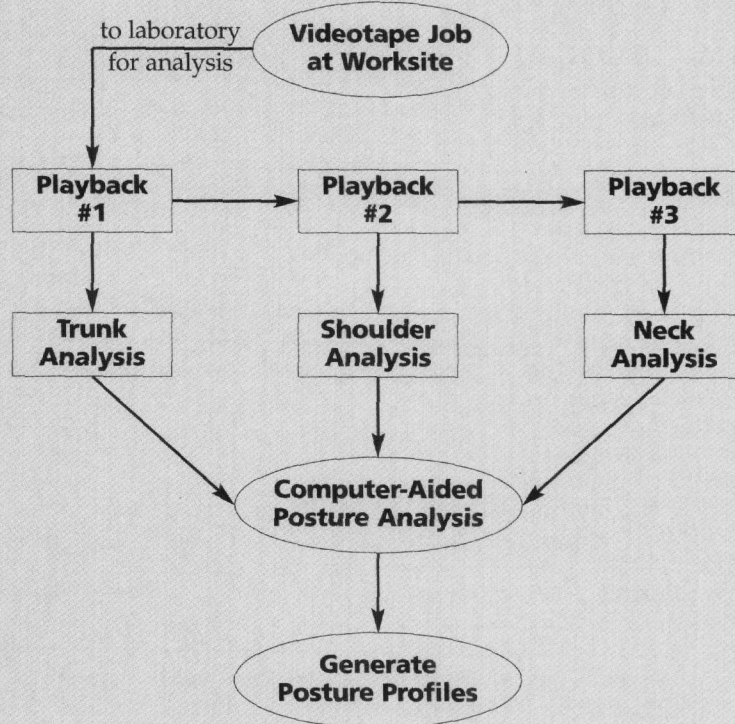 to laboratory
for analysis
Videotape Job
at Worksite
Playback
#1
Playback
#2
Playback
#3
Trunk
Analysis
Shoulder
Analysis
Neck
Analysis
Computer-Aided
Posture Analysis
Generate
Posture Profiles